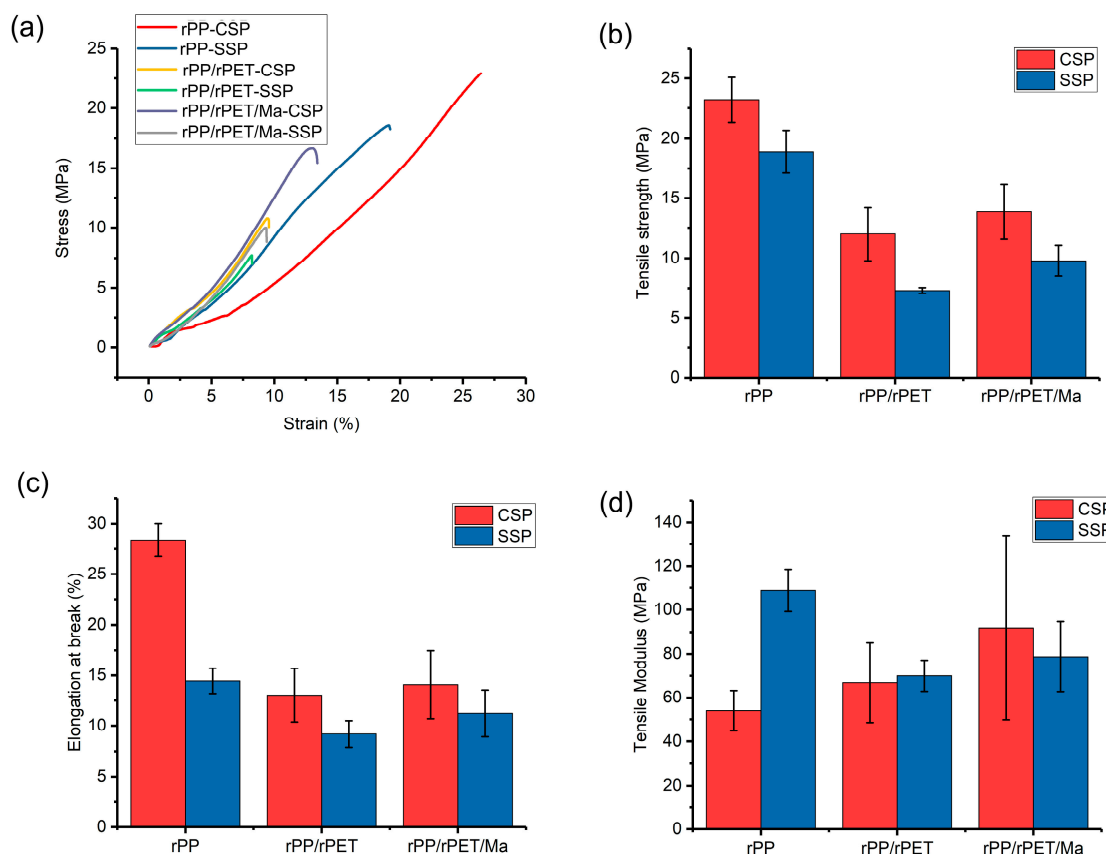 (a)
rPP-CSP
rPP-SSP
rPP/rPET-CSP
rPP/rPET-SSP
rPP/rPET/Ma-CSP
rPP/rPET/Ma-SSP
25
20
15
10
5
0
Stress (MPa)
0 5 10 15 20 25 30
Strain (%)
(b)
CSP
SSP
25
20
15
10
5
0
Tensile strength (MPa)
rPP rPP/rPET rPP/rPET/Ma
(c)
CSP
SSP
30
25
20
15
10
5
0
Elongation at break (%)
rPP rPP/rPET rPP/rPET/Ma
(d)
CSP
SSP
140
120
100
80
60
40
20
0
Tensile Modulus (MPa)
rPP rPP/rPET rPP/rPET/Ma